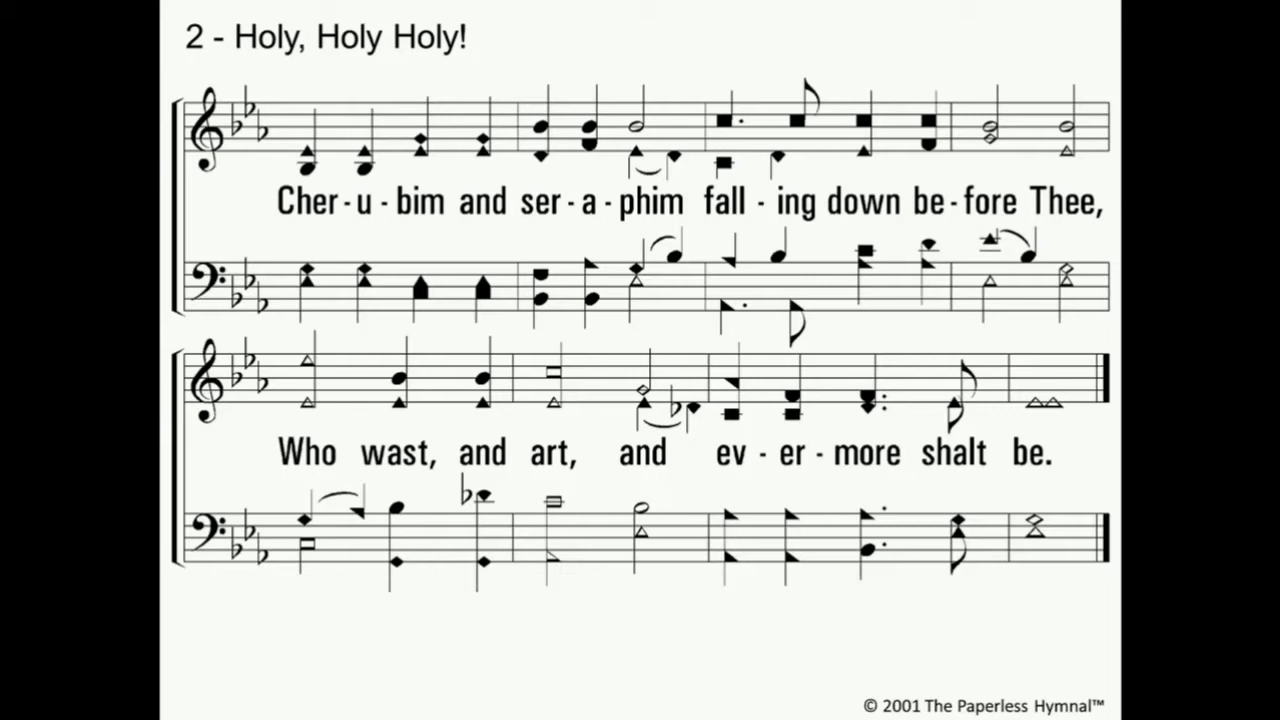 2 - Holy, Holy Holy!
Cher - u - bim and ser - a - phim fall - ing down be - fore Thee,
Who wast, and art, and ev - er - more shalt be.
© 2001 The Paperless Hymnal™